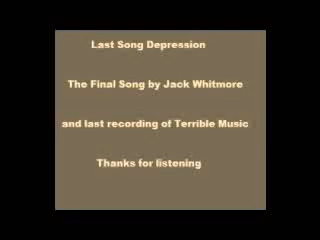 Last Song Depression
The Final Song by Jack Whitmore
and last recording of Terrible Music
Thanks for listening